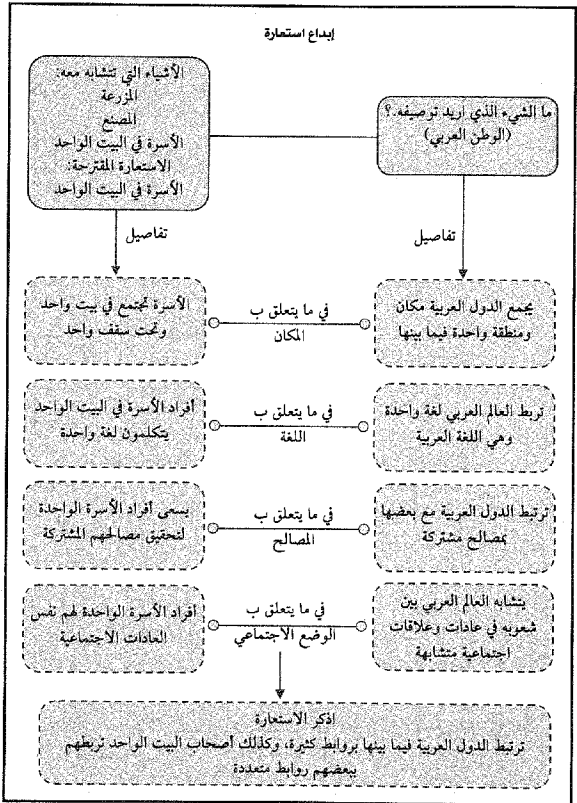 إبداع استعارة
ما الشيء الذي أريد توصيفه.؟
(الوطن العربي)
الأشياء التي تتشابه معه:
المزرعة
المصنع
الأسرة في البيت الواحد
الاستعارة المقترحة:
الأسرة في البيت الواحد
تفاصيل
تفاصيل
يجمع الدول العربية مكان
ومنطقة واحدة فيما بينها
في ما يتعلق ب
المكان
الأسرة تجتمع في بيت واحد
وتحت سقف واحد
تربط العالم العربي لغة واحدة
وهي اللغة العربية
في ما يتعلق ب
اللغة
أفراد الأسرة في البيت الواحد
يتكلمون لغة واحدة
ترتبط الدول العربية مع بعضها
بمصالح مشتركة
في ما يتعلق ب
المصالح
يسعى أفراد الأسرة الواحدة
لتحقيق مصالحهم المشتركة
يتشابه العالم العربي بين
شعوبه في عادات وعلاقات
اجتماعية متشابهة
في ما يتعلق ب
الوضع الاجتماعي
أفراد الأسرة الواحدة لهم نفس
العادات الاجتماعية
اذكر الاستعارة
ترتبط الدول العربية فيما بينها بروابط كثيرة، وكذلك أصحاب البيت الواحد تربطهم
ببعضهم روابط متعددة